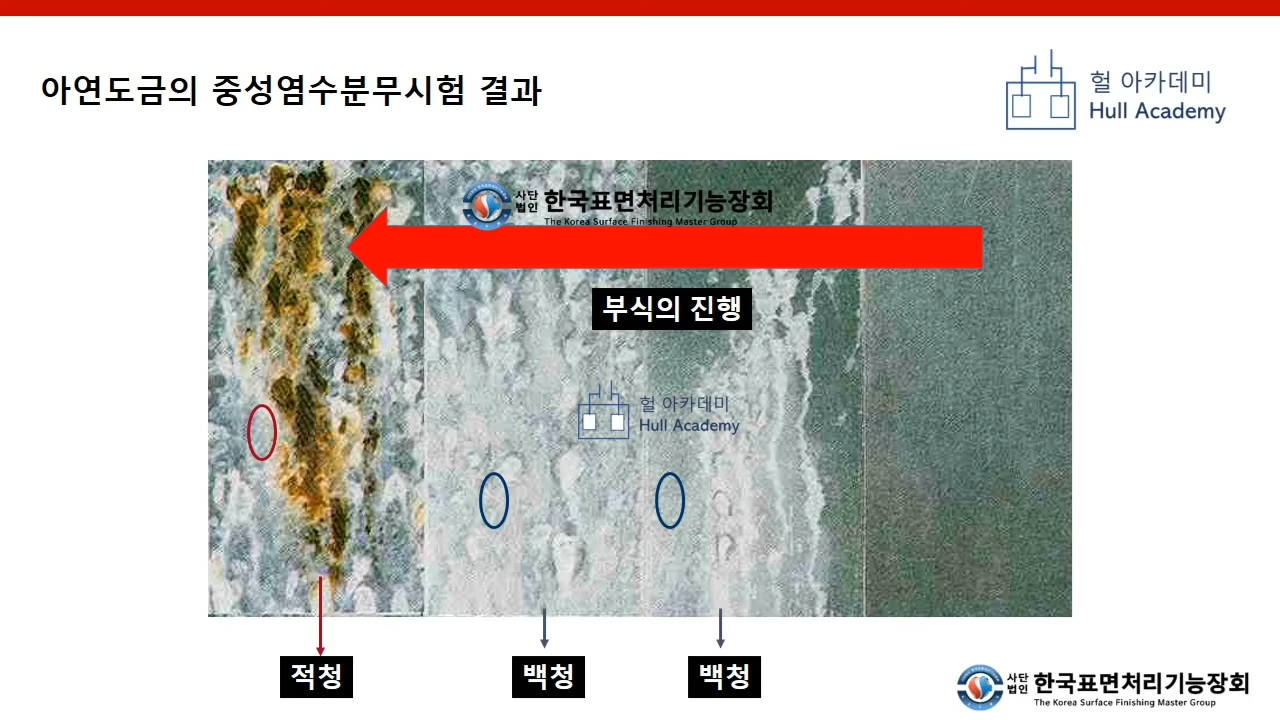 아연도금의 중성염수분무시험 결과
헐 아카데미
Hull Academy
사단
법인
한국표면처리기능장회
The Korea Surface Finishing Master Group
부식의 진행
헐 아카데미
Hull Academy
적청
백청
백청
사단
법인
한국표면처리기능장회
The Korea Surface Finishing Master Group